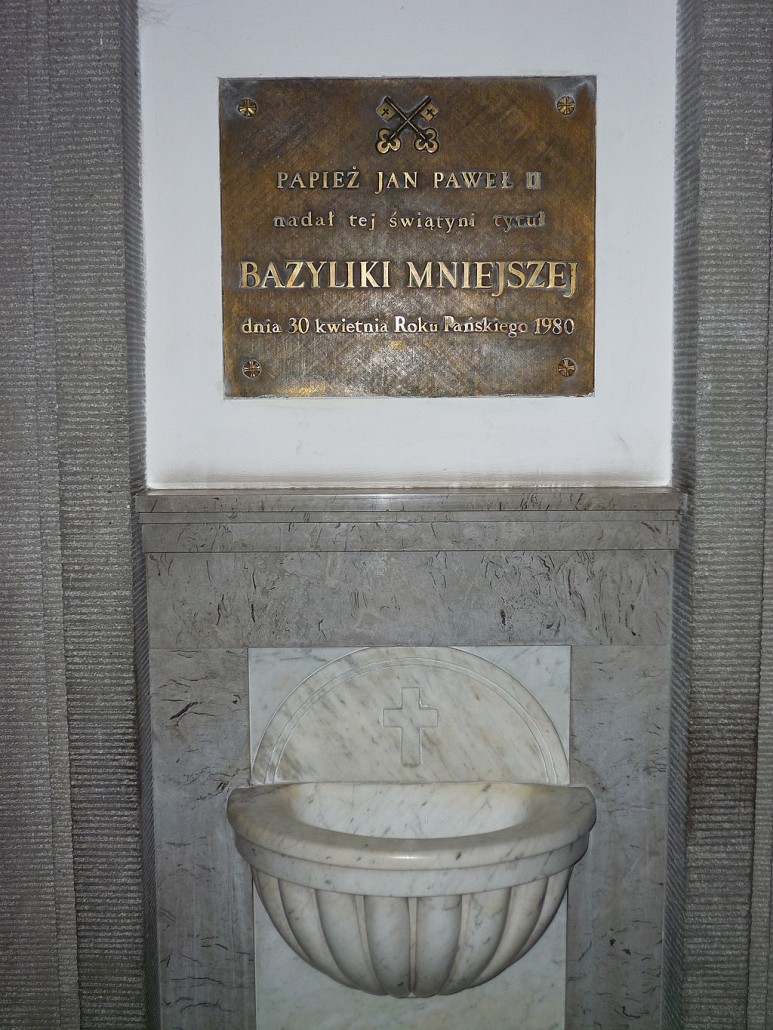 PAPIEŻ JAN PAWEŁ II
nadał tej świątyni tytuł
BAZYLIKI MNIEJSZEJ
dnia 30 kwietnia Roku Pańskiego 1980